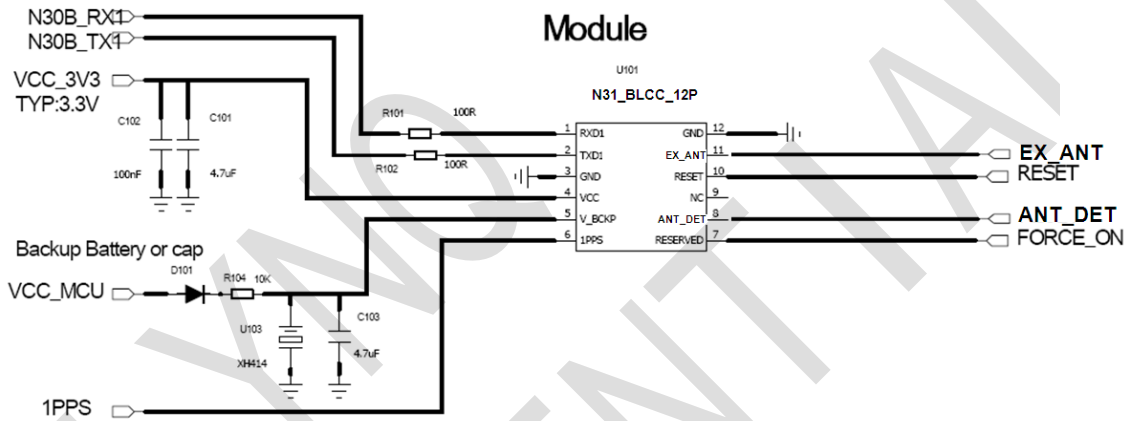 Module
N30B_RX1
N30B_TX1
VCC_3V3
TYP:3.3V
C102
C101
100nF
4.7uF
R101
100R
R102
100R
U101
N31_BLCC_12P
1 RXD1
2 TXD1
3 GND
4 VCC
5 V_BCKP
6 1PPS
GND 12
EX_ANT 11
RESET 10
NC 9
ANT_DET 8
RESERVED 7
EX_ANT
RESET
ANT_DET
FORCE_ON
Backup Battery or cap
D101
R104 10K
VCC_MCU
U103
XH414
C103
4.7uF
1PPS